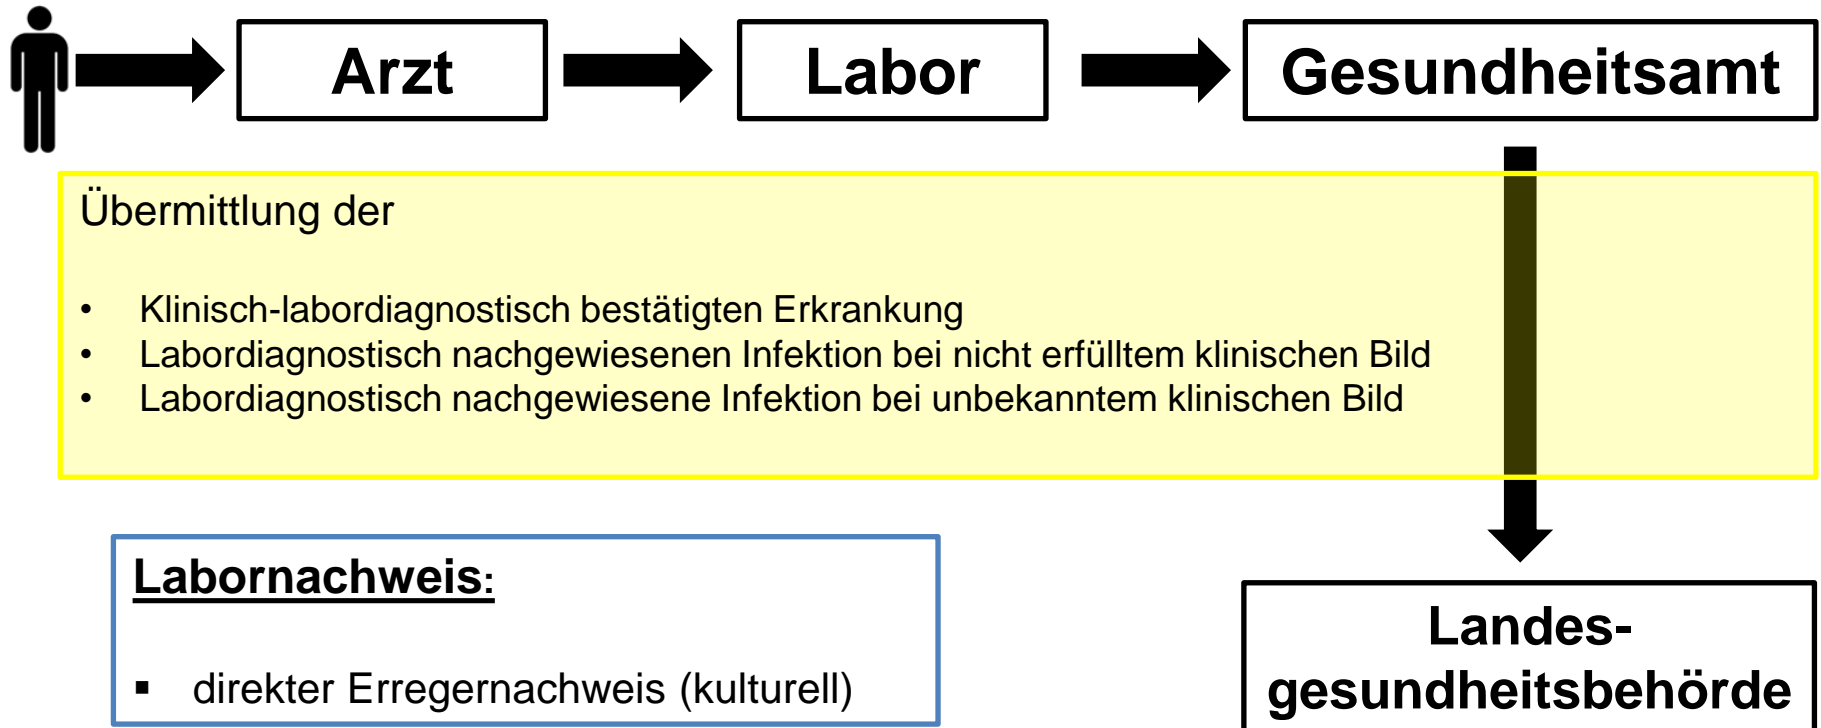 Arzt
Labor
Gesundheitsamt
Übermittlung der
• Klinisch-labordiagnostisch bestätigten Erkrankung
• Labordiagnostisch nachgewiesenen Infektion bei nicht erfülltem klinischen Bild
• Labordiagnostisch nachgewiesene Infektion bei unbekanntem klinischen Bild
Labornachweis:
▪ direkter Erregernachweis (kulturell)
Landes-
gesundheitsbehörde